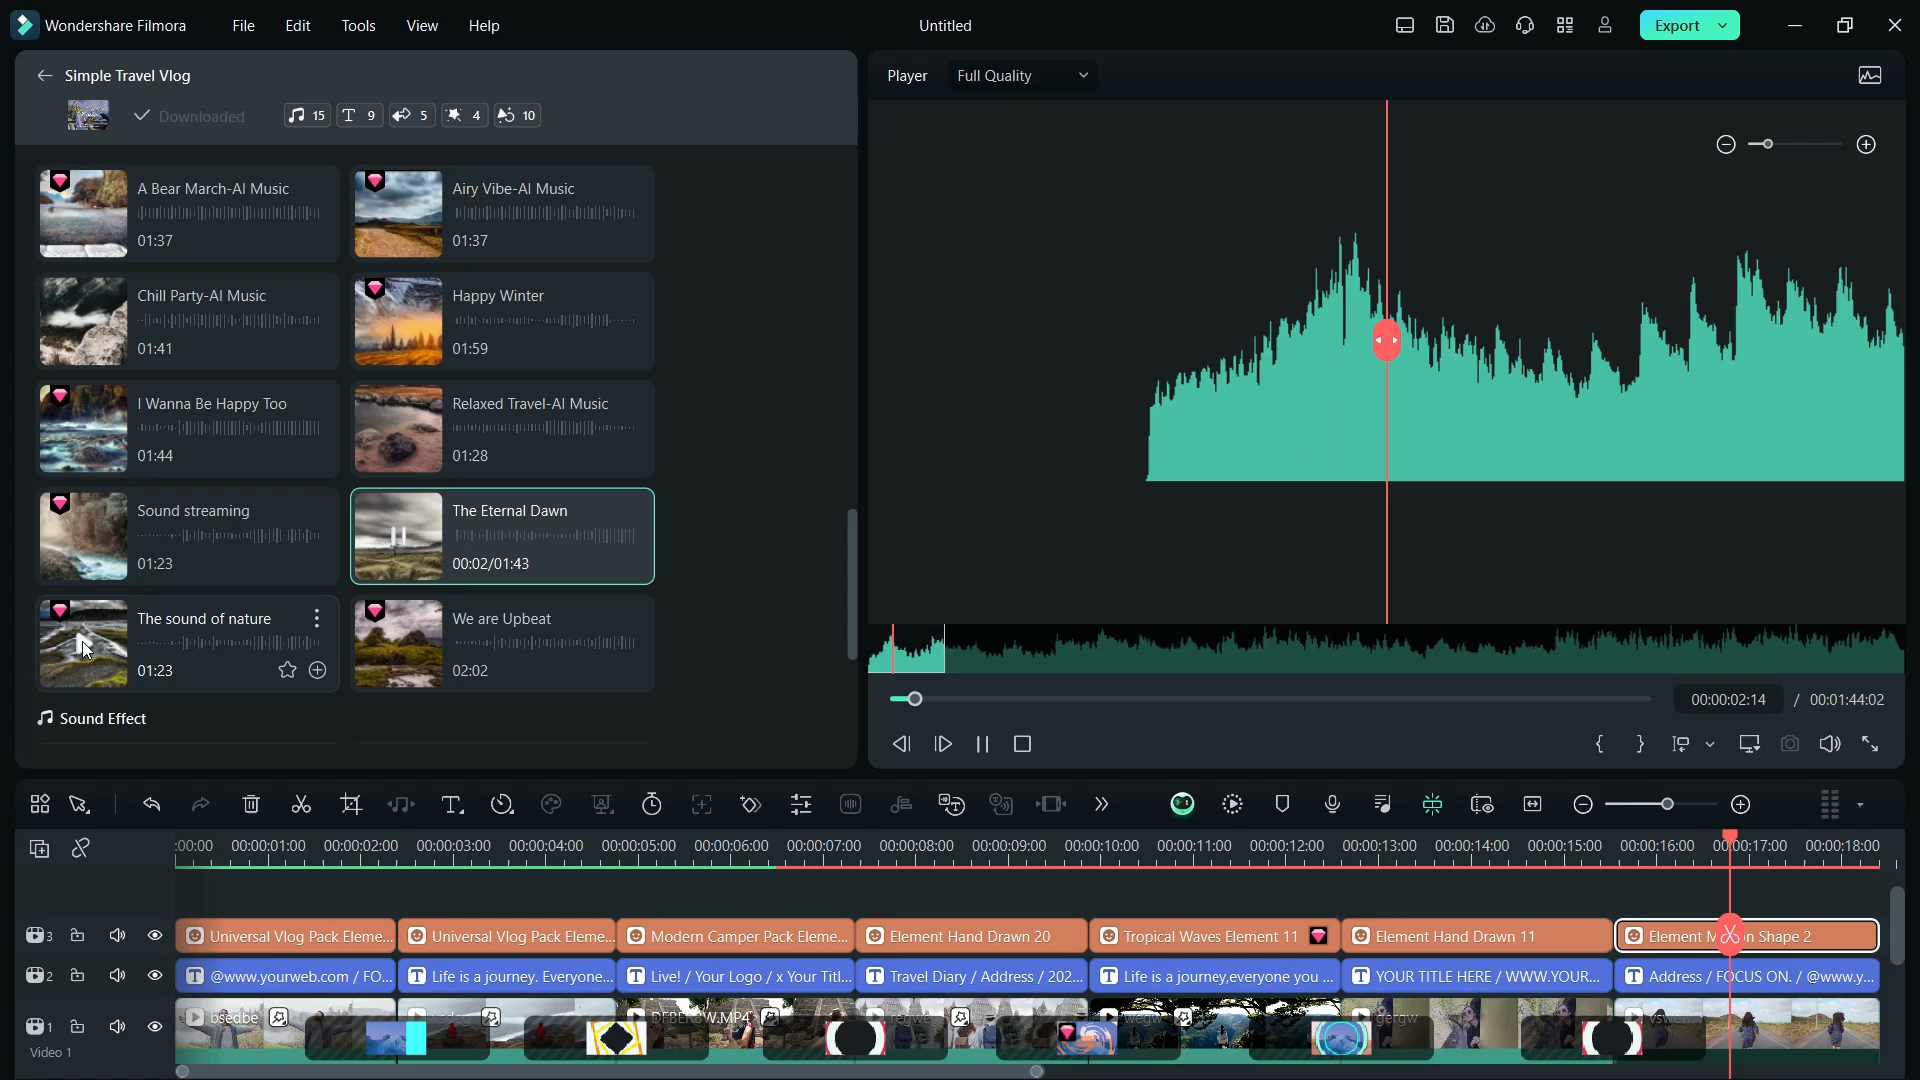 Wondershare Filmora File Edit Tools View Help Untitled Export
Simple Travel Vlog
Downloaded 15 T 9 5 4 10
Player Full Quality
A Bear March-AI Music
01:37
Airy Vibe-AI Music
01:37
Chill Party-AI Music
01:41
Happy Winter
01:59
I Wanna Be Happy Too
01:44
Relaxed Travel-AI Music
01:28
Sound streaming
01:23
The Eternal Dawn
00:02/01:43
The sound of nature
01:23
We are Upbeat
02:02
Sound Effect
00:00:02:14 / 00:01:44:02
:00:00 00:00:01:00 00:00:02:00 00:00:03:00 00:00:04:00 00:00:05:00 00:00:06:00 00:00:07:00 00:00:08:00 00:00:09:00 00:00:10:00 00:00:11:00 00:00:12:00 00:00:13:00 00:00:14:00 00:00:15:00 00:00:16:00 00:00:17:00 00:00:18:00
3 Universal Vlog Pack Eleme... Universal Vlog Pack Eleme... Modern Camper Pack Eleme... Element Hand Drawn 20 Tropical Waves Element 11 Element Hand Drawn 11 Element M n Shape 2
2 T @www.yourweb.com / FO... T Life is a journey. Everyone... T Live! / Your Logo / x Your Titl... T Travel Diary / Address / 202... T Life is a journey,everyone you ... T YOUR TITLE HERE / WWW.YOUR... T Address / FOCUS ON. / @www.y...
1 bsedbe
Video 1